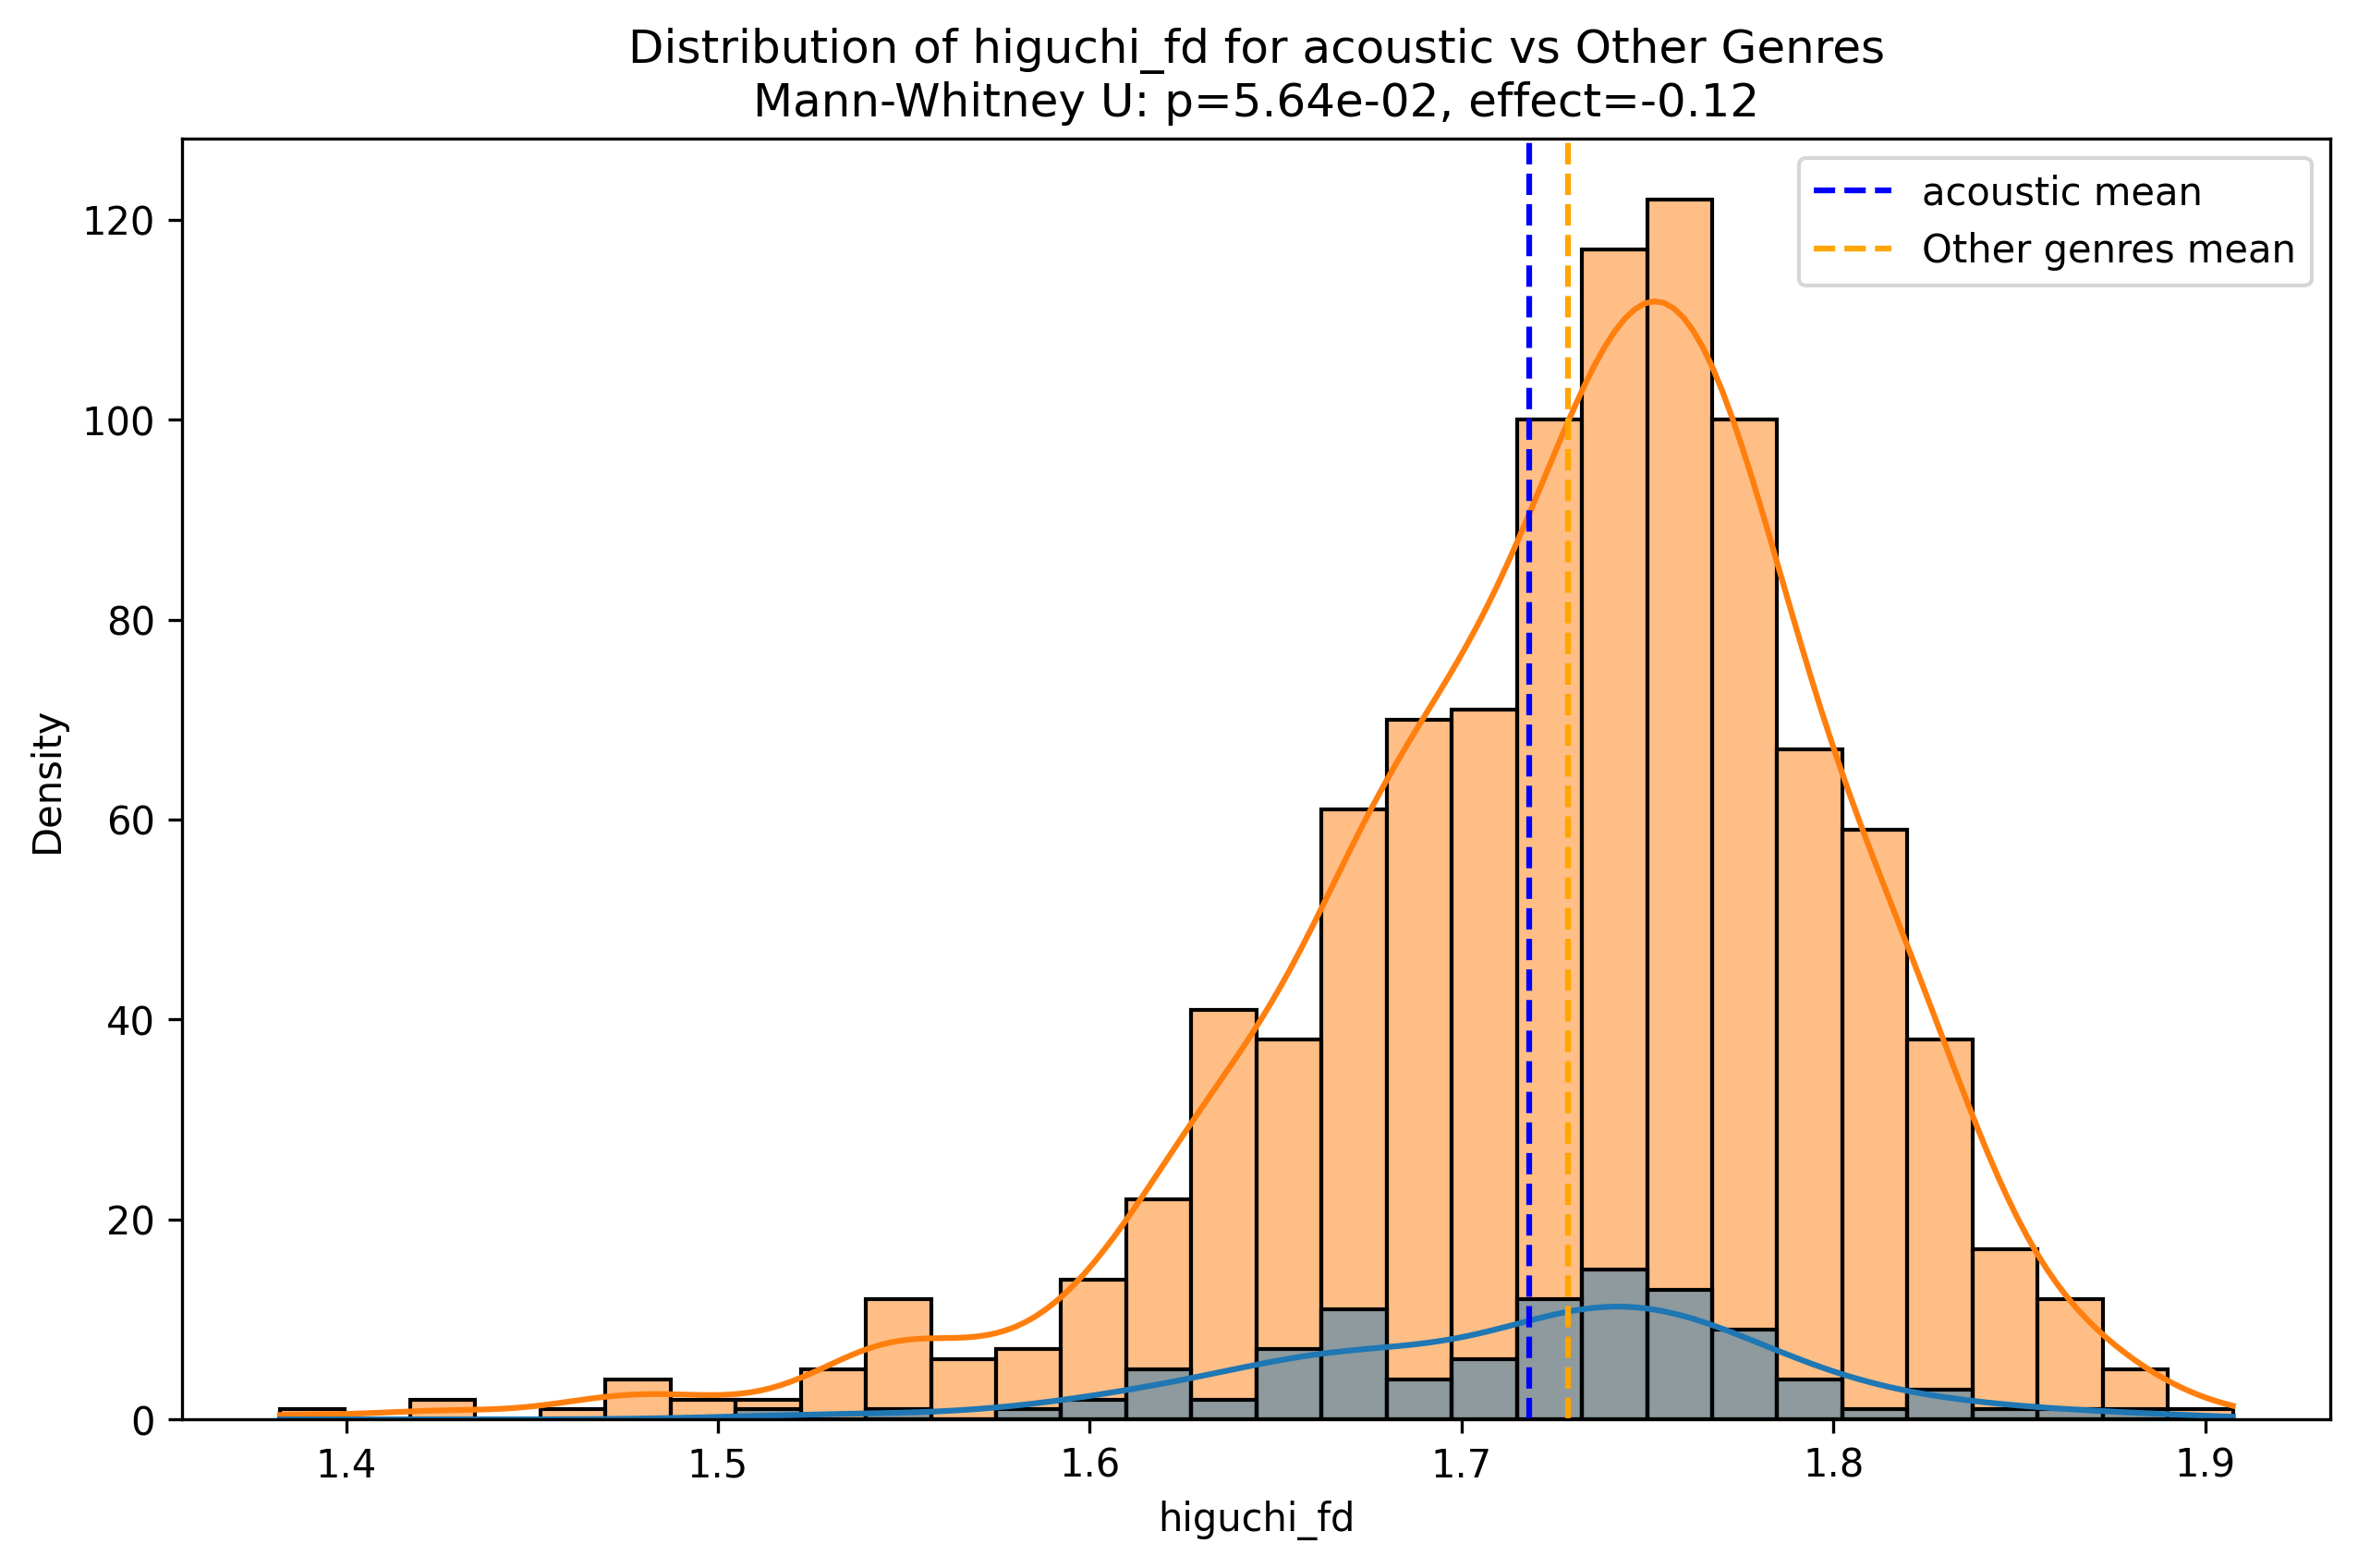 Distribution of higuchi_fd for acoustic vs Other Genres
Mann-Whitney U: p=5.64e-02, effect=-0.12
acoustic mean
Other genres mean
120
100
80
60
40
20
0
Density
1.4 1.5 1.6 1.7 1.8 1.9
higuchi_fd